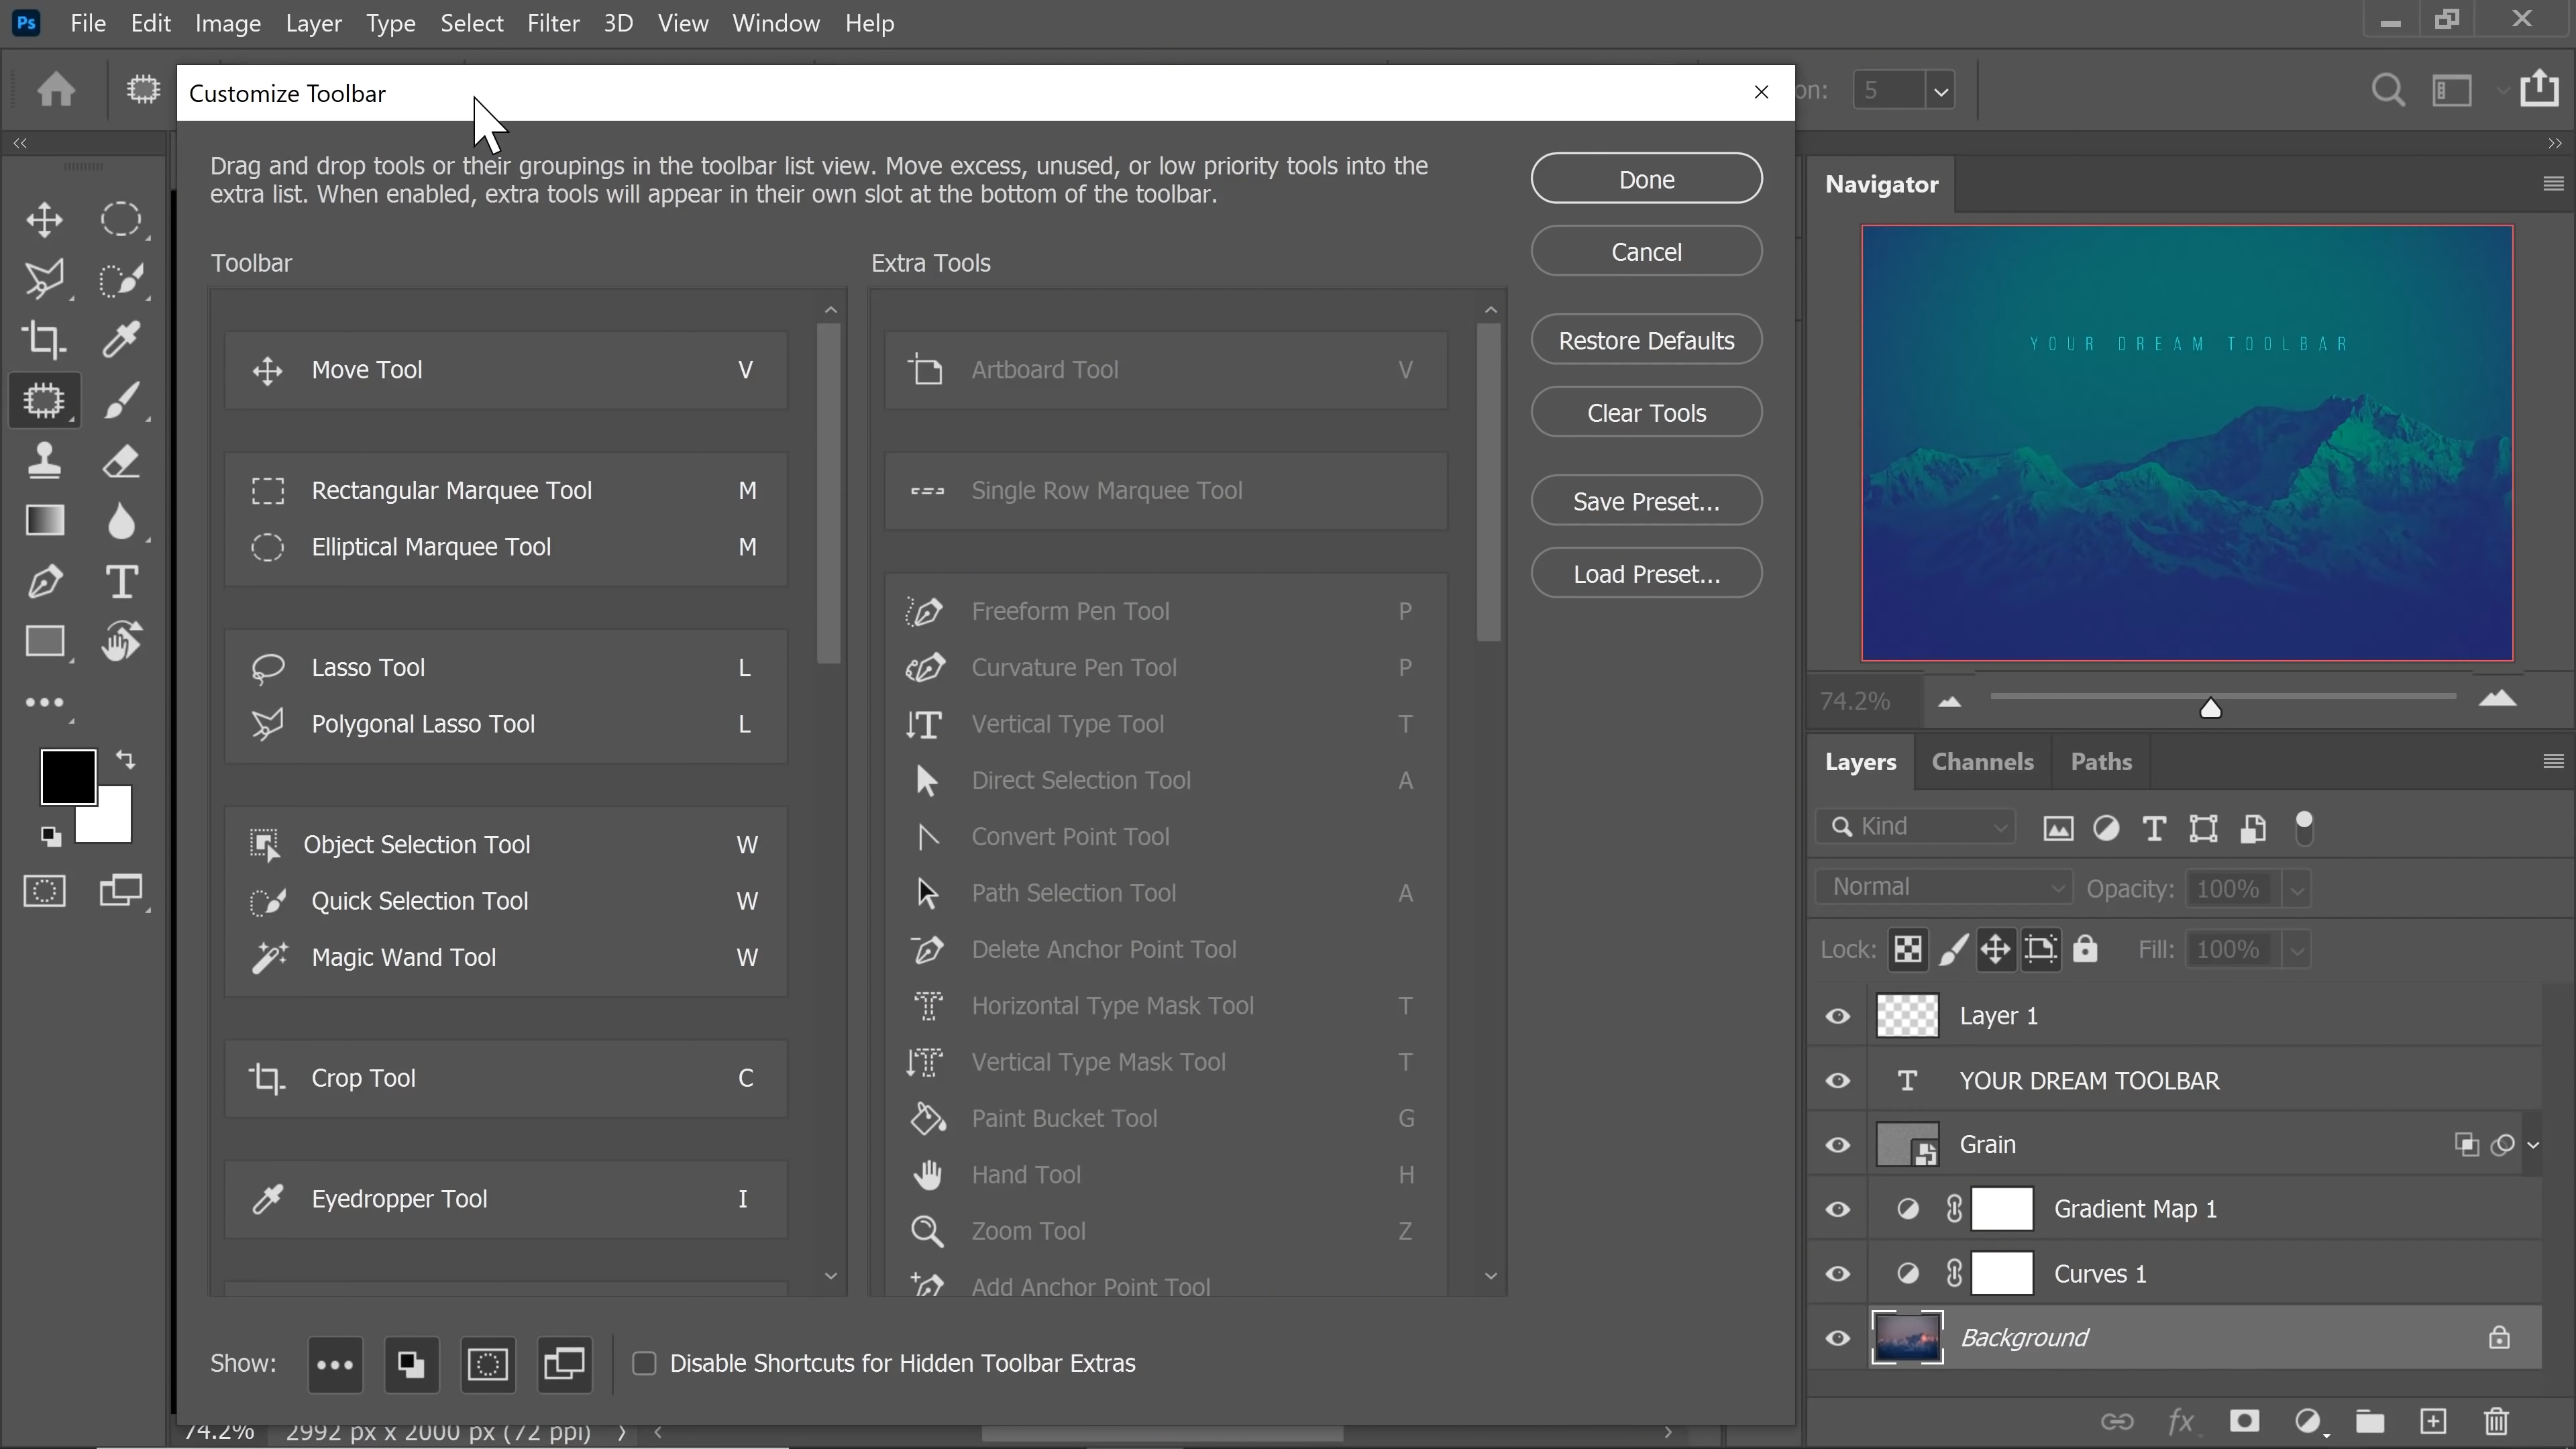 Ps File Edit Image Layer Type Select Filter 3D View Window Help
Customize Toolbar
on: 5
Drag and drop tools or their groupings in the toolbar list view. Move excess, unused, or low priority tools into the
extra list. When enabled, extra tools will appear in their own slot at the bottom of the toolbar.
Toolbar
Move Tool V
Rectangular Marquee Tool M
Elliptical Marquee Tool M
Lasso Tool L
Polygonal Lasso Tool L
Object Selection Tool W
Quick Selection Tool W
Magic Wand Tool W
Crop Tool C
Eyedropper Tool I
Extra Tools
Artboard Tool V
Single Row Marquee Tool
Freeform Pen Tool P
Curvature Pen Tool P
Vertical Type Tool T
Direct Selection Tool A
Convert Point Tool
Path Selection Tool A
Delete Anchor Point Tool
Horizontal Type Mask Tool T
Vertical Type Mask Tool T
Paint Bucket Tool G
Hand Tool H
Zoom Tool Z
Add Anchor Point Tool
Done
Cancel
Restore Defaults
Clear Tools
Save Preset...
Load Preset...
Show:
Disable Shortcuts for Hidden Toolbar Extras
74.2% 2992 px x 2000 px (72 ppi)
Navigator
YOUR DREAM TOOLBAR
74.2%
Layers Channels Paths
Kind
Normal Opacity: 100%
Lock: Fill: 100%
Layer 1
YOUR DREAM TOOLBAR
Grain
Gradient Map 1
Curves 1
Background
fx